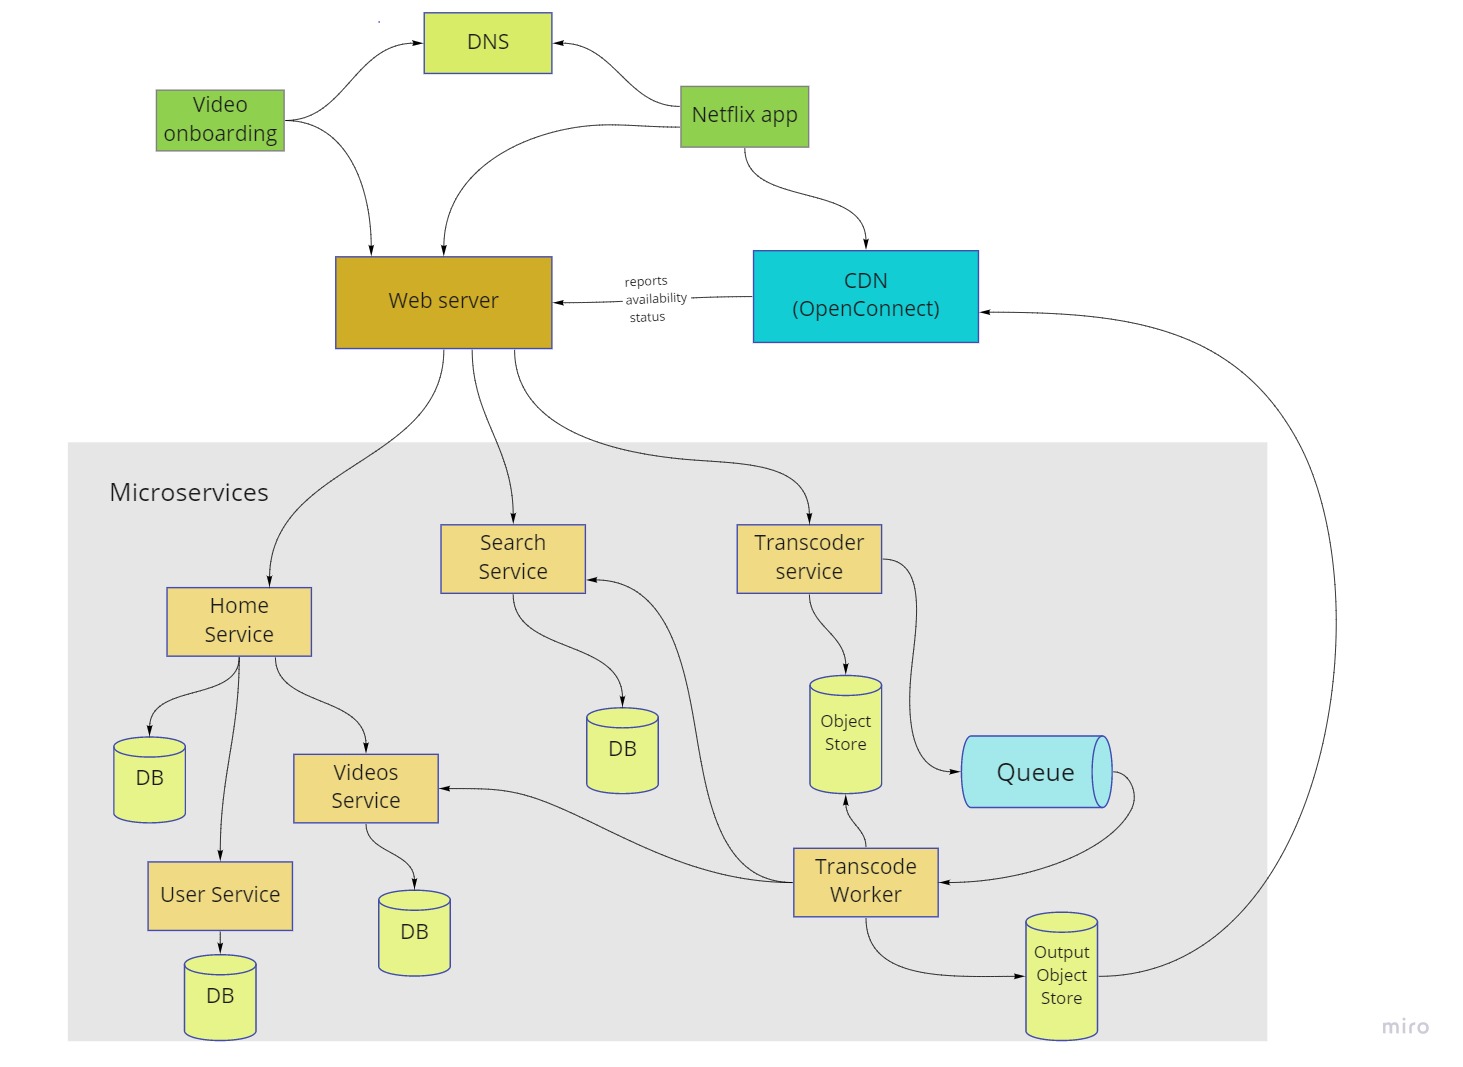 DNS
Video
onboarding
Netflix app
Web server
reports
availability
status
CDN
(OpenConnect)
Microservices
Search
Service
Transcoder
service
Home
Service
Object
Store
DB
DB
Videos
Service
Queue
User Service
DB
Transcode
Worker
DB
Output
Object
Store
miro